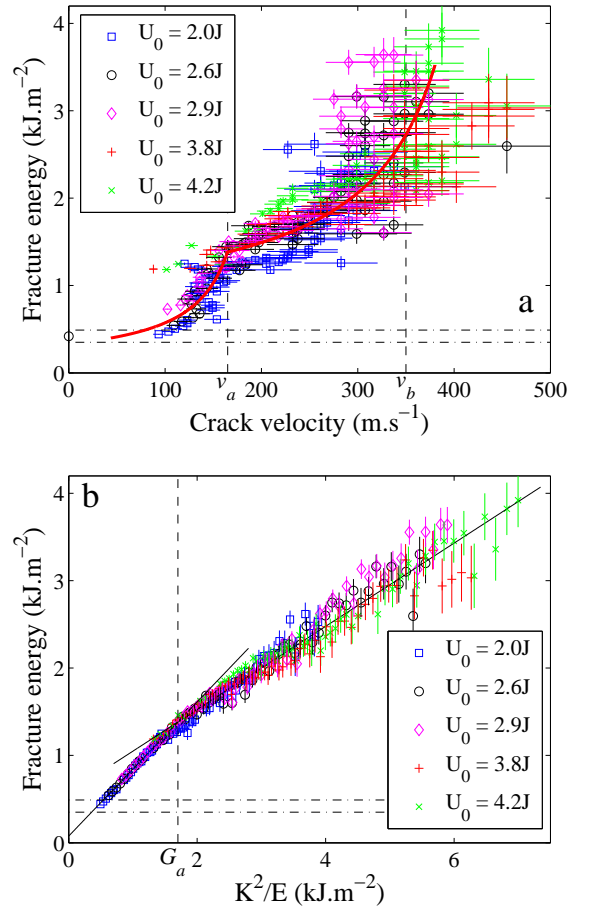 4
3
2
1
0
Fracture energy (kJ.m⁻²)
U₀ = 2.0J
U₀ = 2.6J
U₀ = 2.9J
U₀ = 3.8J
U₀ = 4.2J
a
0 100 vₐ 200 300 v_b 400 500
Crack velocity (m.s⁻¹)
b
4
3
2
1
0
Fracture energy (kJ.m⁻²)
U₀ = 2.0J
U₀ = 2.6J
U₀ = 2.9J
U₀ = 3.8J
U₀ = 4.2J
0 Gₐ 2 4 6
K²/E (kJ.m⁻²)